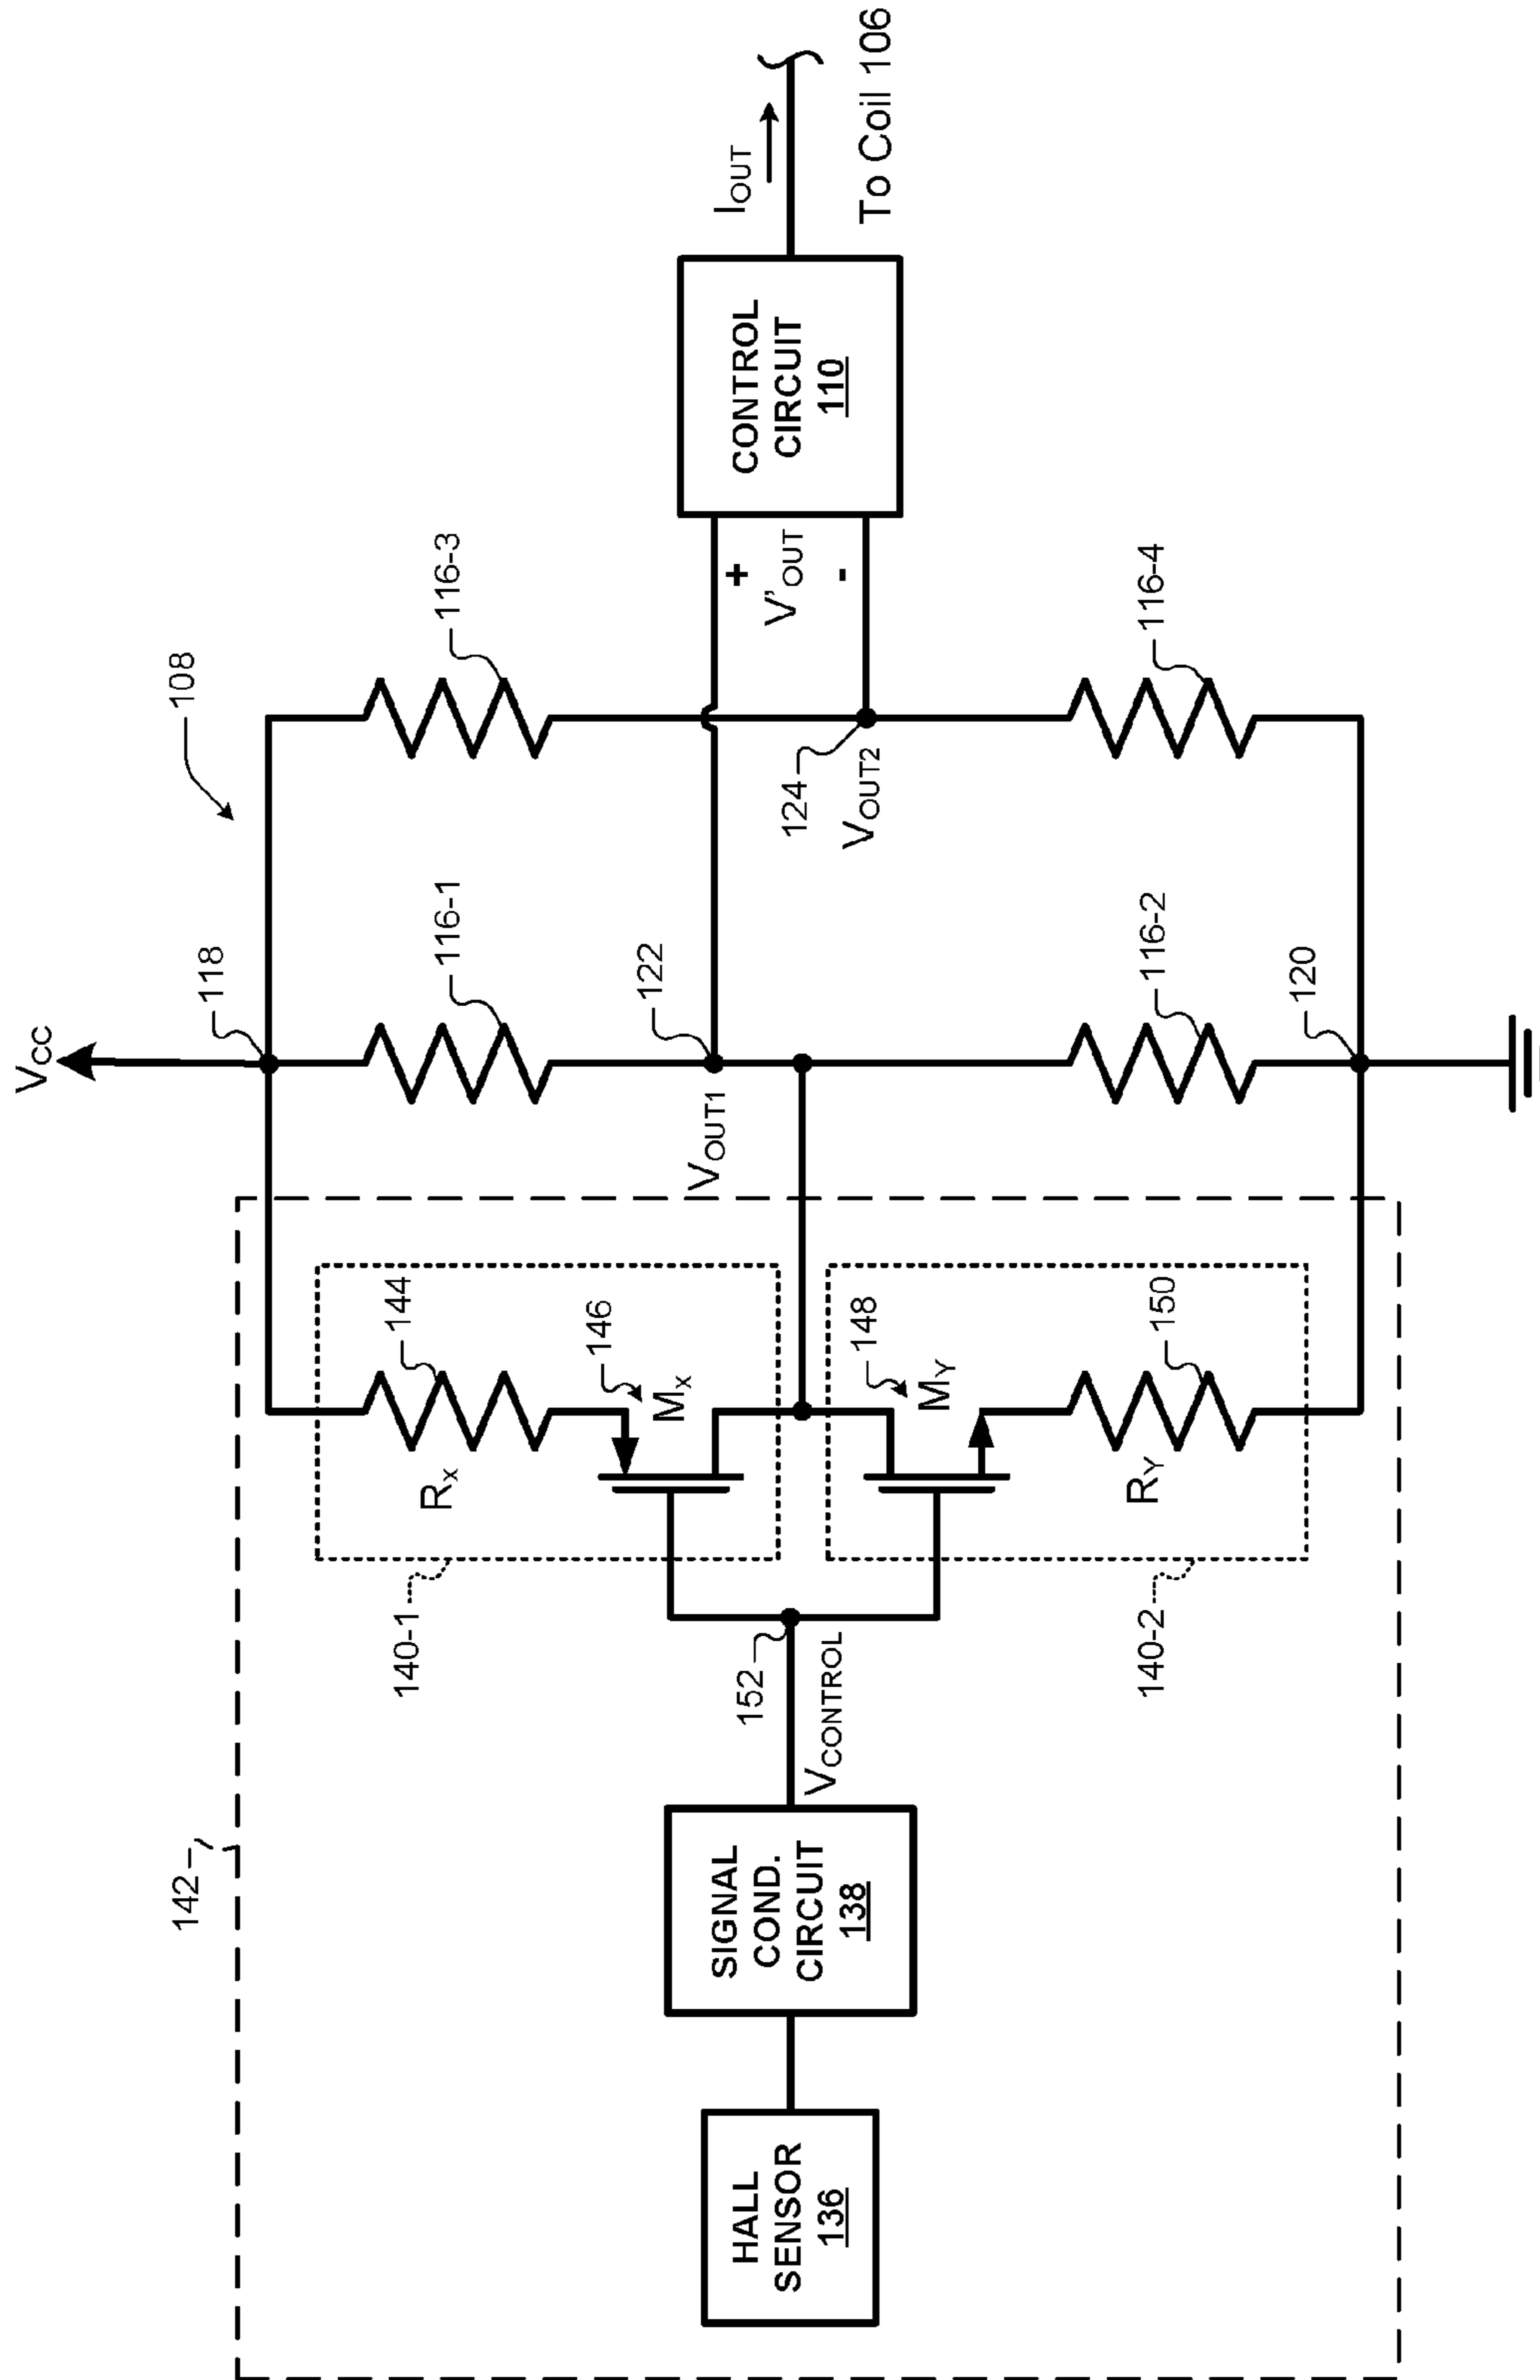 V_CC
118
108
116-1
116-3
142
144
R_X
146
M_X
140-1
V_OUT1
122
+
V'_OUT
-
CONTROL
CIRCUIT
110
I_OUT
To Coil 106
HALL
SENSOR
136
SIGNAL
COND.
CIRCUIT
138
152
V_CONTROL
148
M_Y
124
V_OUT2
140-2
R_Y
150
116-2
116-4
120